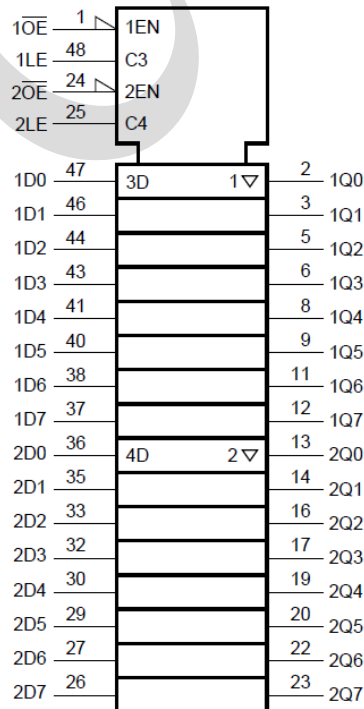 1O̅E̅ 1 1EN
1LE 48 C3
2O̅E̅ 24 2EN
2LE 25 C4
1D0 47 3D 1▽ 2 1Q0
1D1 46 3 1Q1
1D2 44 5 1Q2
1D3 43 6 1Q3
1D4 41 8 1Q4
1D5 40 9 1Q5
1D6 38 11 1Q6
1D7 37 12 1Q7
2D0 36 4D 2▽ 13 2Q0
2D1 35 14 2Q1
2D2 33 16 2Q2
2D3 32 17 2Q3
2D4 30 19 2Q4
2D5 29 20 2Q5
2D6 27 22 2Q6
2D7 26 23 2Q7